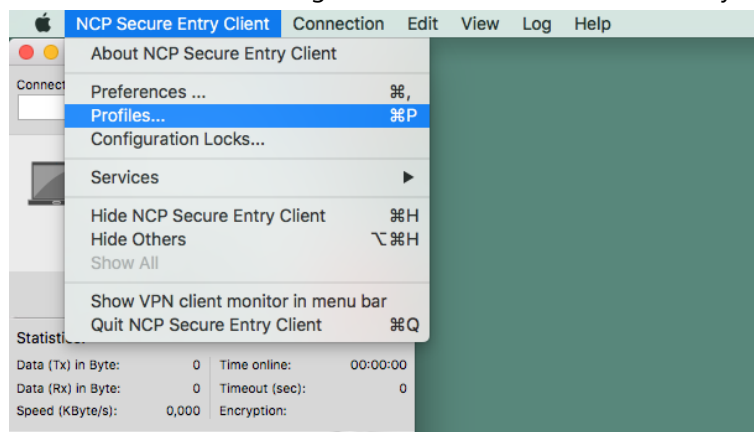 NCP Secure Entry Client Connection Edit View Log Help
About NCP Secure Entry Client
Connect
Preferences ... ⌘,
Profiles... ⌘P
Configuration Locks...
Services ▶
Hide NCP Secure Entry Client ⌘H
Hide Others ⌥⌘H
Show All
Show VPN client monitor in menu bar
Quit NCP Secure Entry Client ⌘Q
Data (Tx) in Byte: 0 Time online: 00:00:00
Data (Rx) in Byte: 0 Timeout (sec): 0
Speed (KByte/s): 0,000 Encryption: